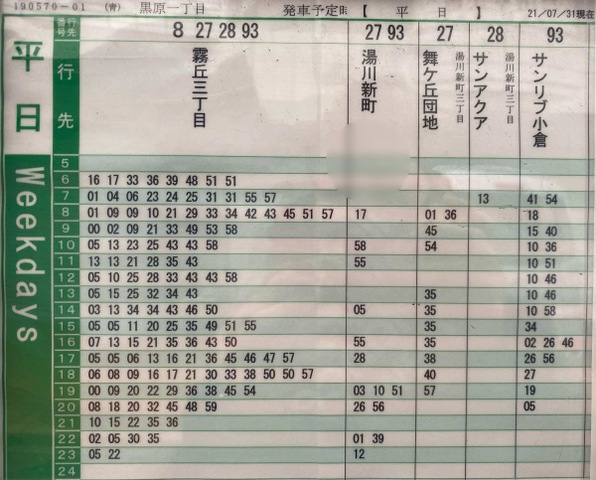 190570-01 (青) 黒原一丁目 発車予定時 【 平 日 】 21/07/31現在
行先番号 8 27 28 93 27 93 27 28 93
行先 霧丘三丁目 湯川新町 舞ケ丘団地 湯川新町三丁目 サンアクア 湯川新町三丁目 サンリブ小倉
平日
Weekdays
5
6 16 17 33 36 39 48 51 51
7 01 04 06 23 24 25 31 31 55 57 13 41 54
8 01 09 09 10 21 29 33 34 42 43 45 51 57 17 01 36 18
9 00 02 09 21 33 49 53 58 45 15 40
10 05 13 23 25 43 43 58 58 54 10 36
11 13 13 21 28 35 43 55 10 51
12 05 10 25 28 33 43 43 58 10 46
13 05 15 25 32 34 43 35 10 46
14 03 13 34 34 43 46 50 05 35 10 58
15 05 05 11 20 25 35 49 51 55 35 34
16 07 13 15 21 35 36 43 50 55 35 02 26 46
17 05 05 06 13 16 21 36 45 46 47 57 28 38 26 56
18 06 08 09 16 17 21 30 33 38 50 50 57 40 27
19 00 09 20 22 29 36 38 45 54 03 10 51 57 19
20 08 18 20 32 45 48 59 26 56 05
21 10 15 22 35 36
22 02 05 30 35 01 39
23 05 22 12
24